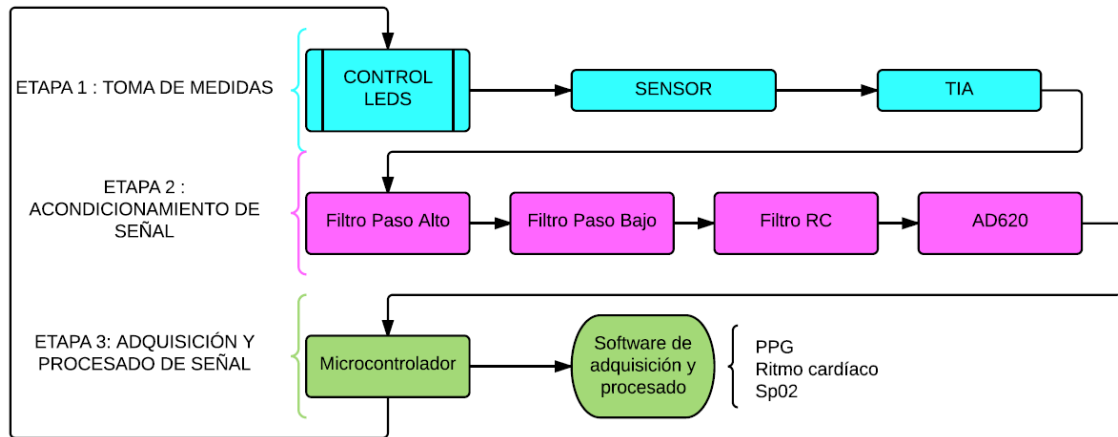 ETAPA 1 : TOMA DE MEDIDAS
CONTROL
LEDS
SENSOR
TIA
ETAPA 2 :
ACONDICIONAMIENTO DE
SEÑAL
Filtro Paso Alto
Filtro Paso Bajo
Filtro RC
AD620
ETAPA 3: ADQUISICIÓN Y
PROCESADO DE SEÑAL
Microcontrolador
Software de
adquisición y
procesado
PPG
Ritmo cardíaco
Sp02